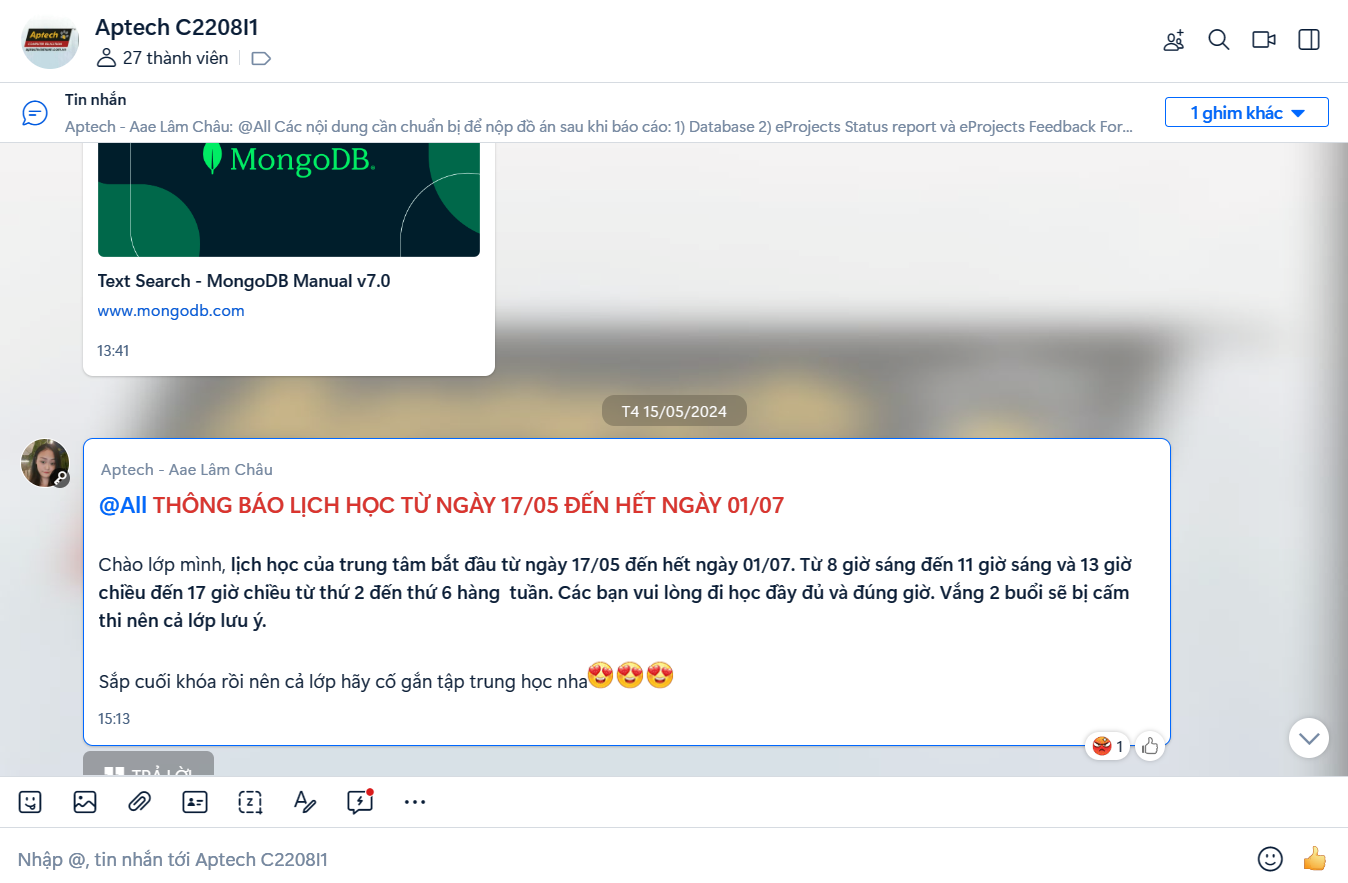 Aptech C2208I1
27 thành viên
Tin nhắn
Aptech - Aae Lâm Châu: @All Các nội dung cần chuẩn bị để nộp đồ án sau khi báo cáo: 1) Database 2) eProjects Status report và eProjects Feedback For...
1 ghim khác
MongoDB.
Text Search - MongoDB Manual v7.0
www.mongodb.com
13:41
T4 15/05/2024
Aptech - Aae Lâm Châu
@All THÔNG BÁO LỊCH HỌC TỪ NGÀY 17/05 ĐẾN HẾT NGÀY 01/07
Chào lớp mình, lịch học của trung tâm bắt đầu từ ngày 17/05 đến hết ngày 01/07. Từ 8 giờ sáng đến 11 giờ sáng và 13 giờ
chiều đến 17 giờ chiều từ thứ 2 đến thứ 6 hàng  tuần. Các bạn vui lòng đi học đầy đủ và đúng giờ. Vắng 2 buổi sẽ bị cấm
thi nên cả lớp lưu ý.
Sắp cuối khóa rồi nên cả lớp hãy cố gắn tập trung học nha😍😍😍
15:13
1
TRẢ LỜI
Nhập @, tin nhắn tới Aptech C2208I1